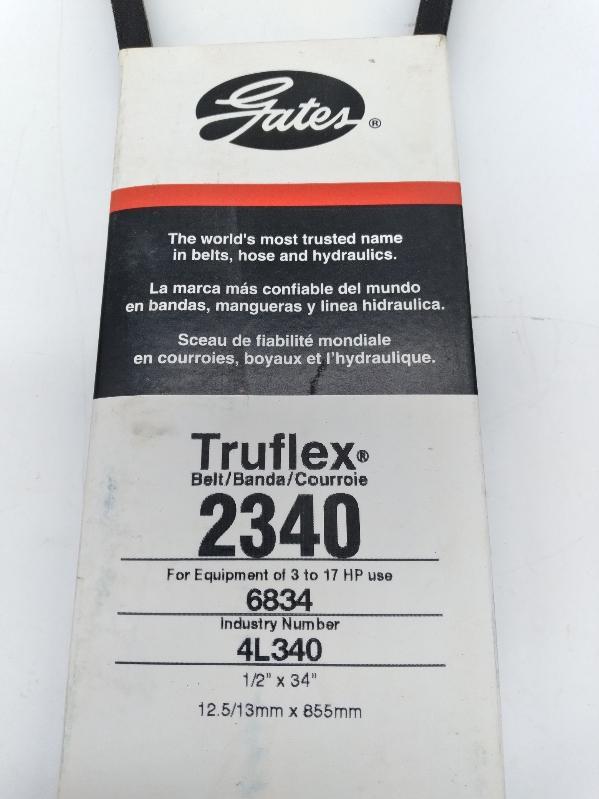 Gates®
The world's most trusted name
in belts, hose and hydraulics.
La marca más confiable del mundo
en bandas, mangueras y linea hidraulica.
Sceau de fiabilité mondiale
en courroies, boyaux et l'hydraulique.
Truflex®
Belt/Banda/Courroie
2340
For Equipment of 3 to 17 HP use
6834
Industry Number
4L340
1/2" x 34"
12.5/13mm x 855mm